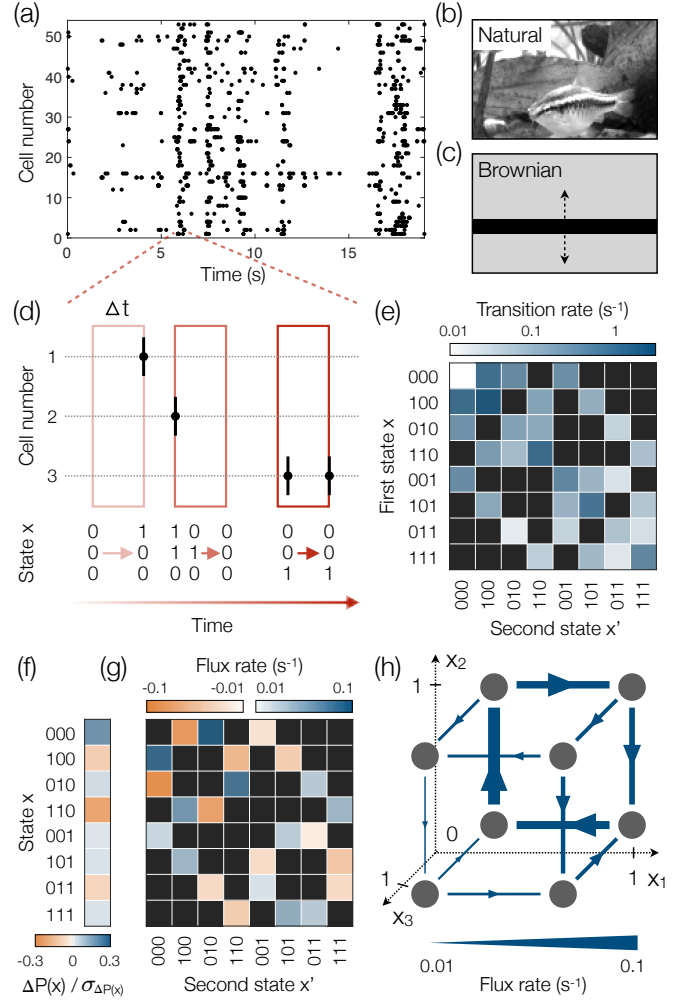 (a)
50
40
30
20
10
0
Cell number
0
5
10
15
Time (s)
(b)
Natural
(c)
Brownian
(d)
Δt
1
2
3
Cell number
State x
0 1 1 0 0 0 0
0 0 1 1 0 0 0
0 0 0 0 0 1 1
Time
(e)
Transition rate (s-1)
0.01 0.1 1
First state x
000
100
010
110
001
101
011
111
000 100 010 110 001 101 011 111
Second state x'
(f)
State x
000
100
010
110
001
101
011
111
-0.3 0 0.3
ΔP(x) / σΔP(x)
(g)
Flux rate (s-1)
-0.1 -0.01 0.01 0.1
000 100 010 110 001 101 011 111
Second state x'
(h)
x2
1
0
1
x3
1
x1
0.01 0.1
Flux rate (s-1)